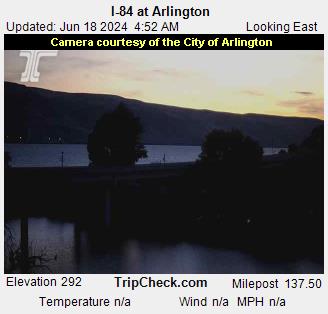 I-84 at Arlington
Updated: Jun 18 2024 4:52 AM Looking East
Camera courtesy of the City of Arlington
Elevation 292 TripCheck.com Milepost 137.50
Temperature n/a Wind n/a MPH n/a